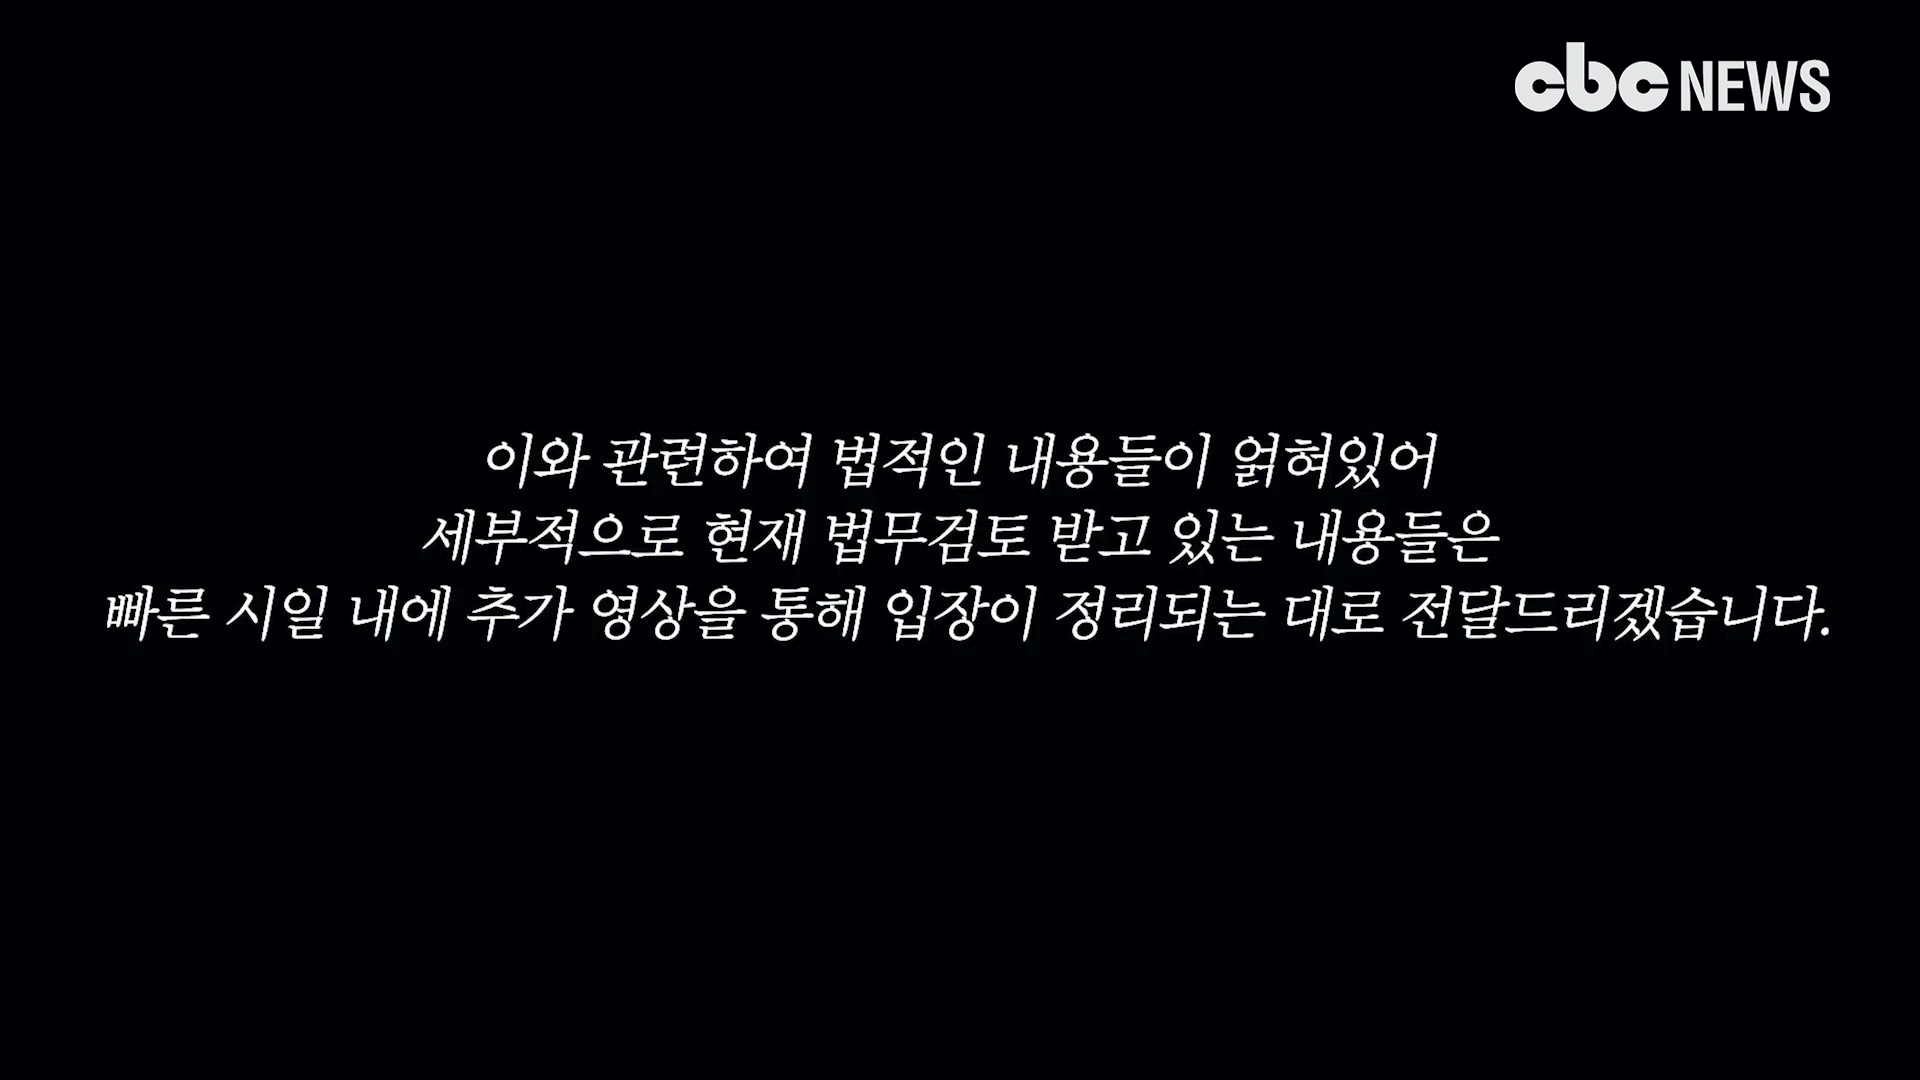 cbc NEWS
이와 관련하여 법적인 내용들이 얽혀있어
세부적으로 현재 법무검토 받고 있는 내용들은
빠른 시일 내에 추가 영상을 통해 입장이 정리되는 대로 전달드리겠습니다.